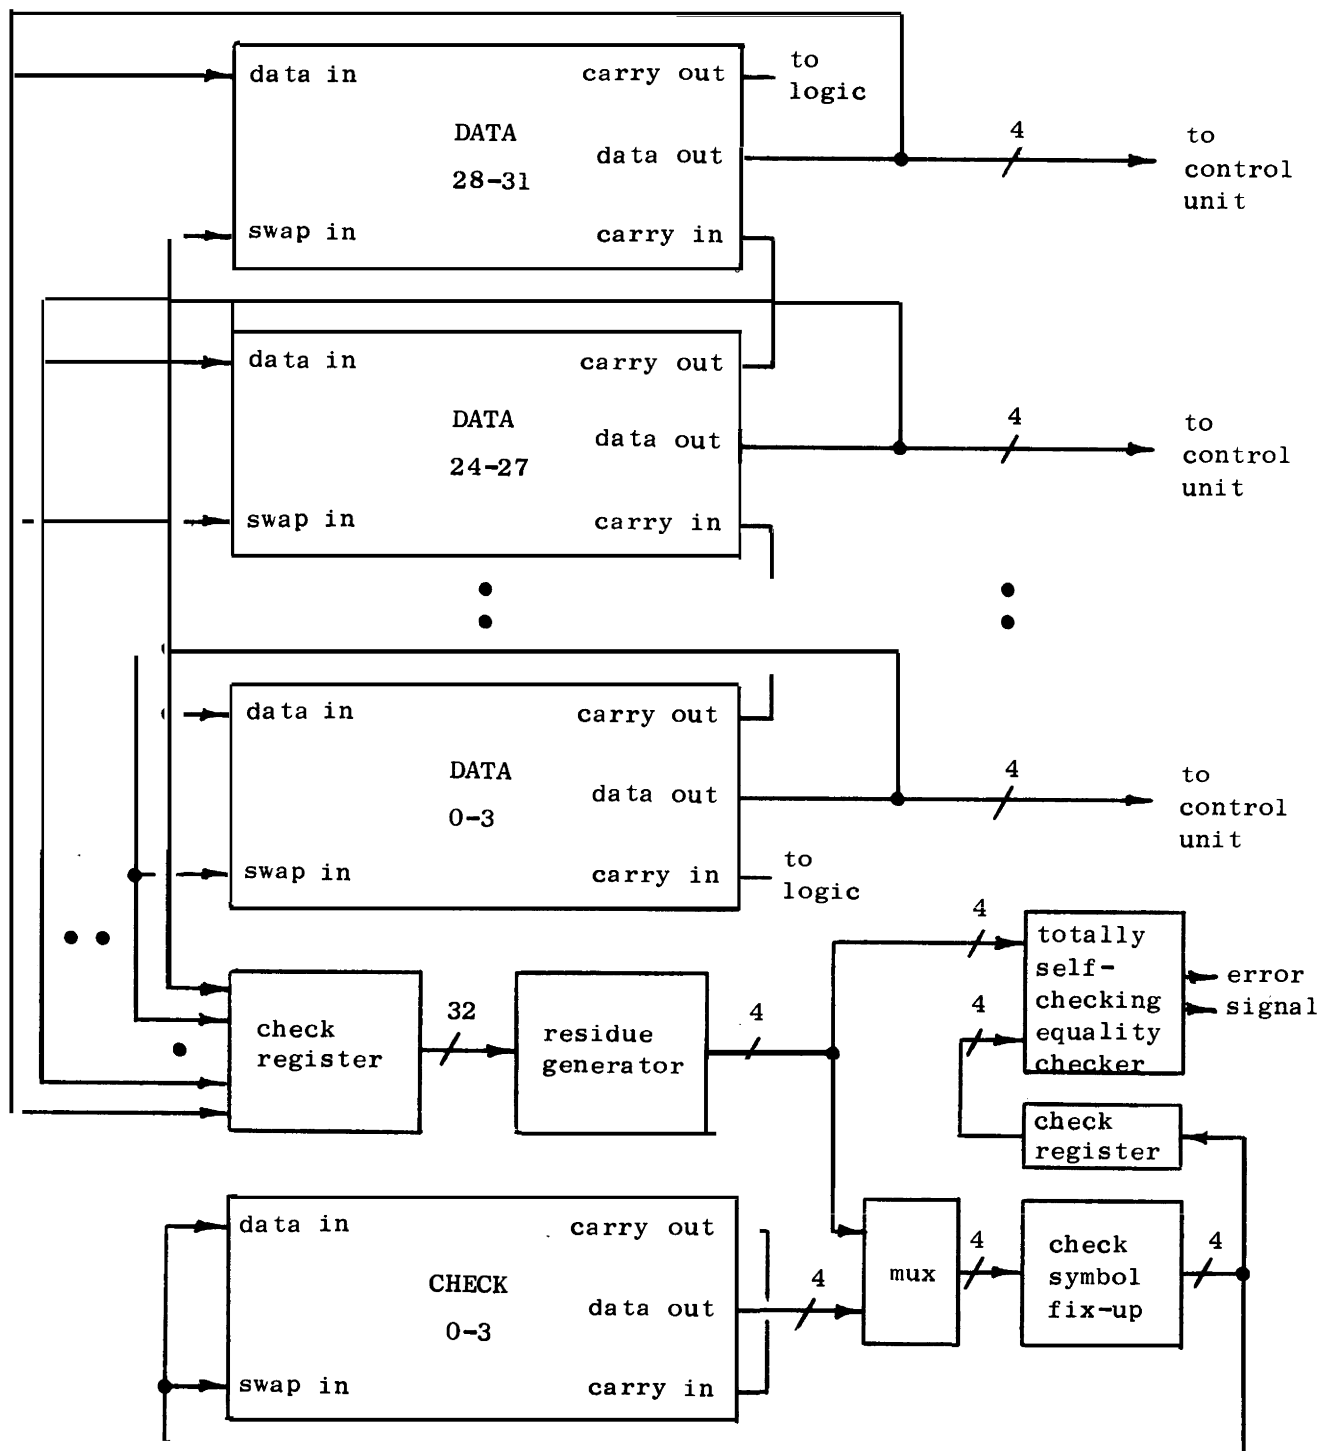 data in
carry out
to
logic
DATA
28-31
data out
4
to
control
unit
swap in
carry in
data in
carry out
DATA
24-27
data out
4
to
control
unit
swap in
carry in
data in
carry out
DATA
0-3
data out
4
to
control
unit
swap in
carry in
to
logic
check
register
32
residue
generator
4
4
totally
self-
checking
equality
checker
4
error
signal
check
register
data in
carry out
CHECK
0-3
data out
4
swap in
carry in
mux
4
check
symbol
fix-up
4